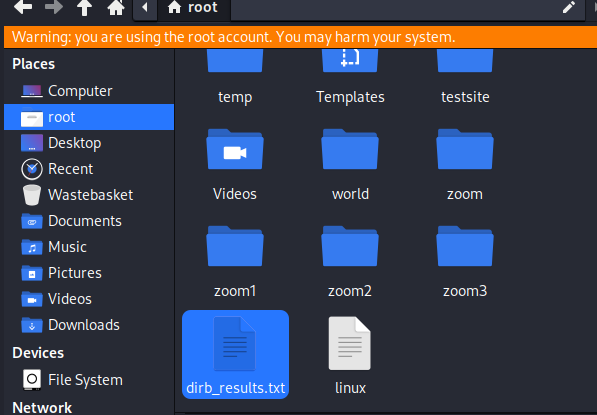 root
Warning: you are using the root account. You may harm your system.
Places
Computer
root
Desktop
Recent
Wastebasket
Documents
Music
Pictures
Videos
Downloads
Devices
File System
Network
temp Templates testsite
Videos world zoom
zoom1 zoom2 zoom3
dirb_results.txt linux